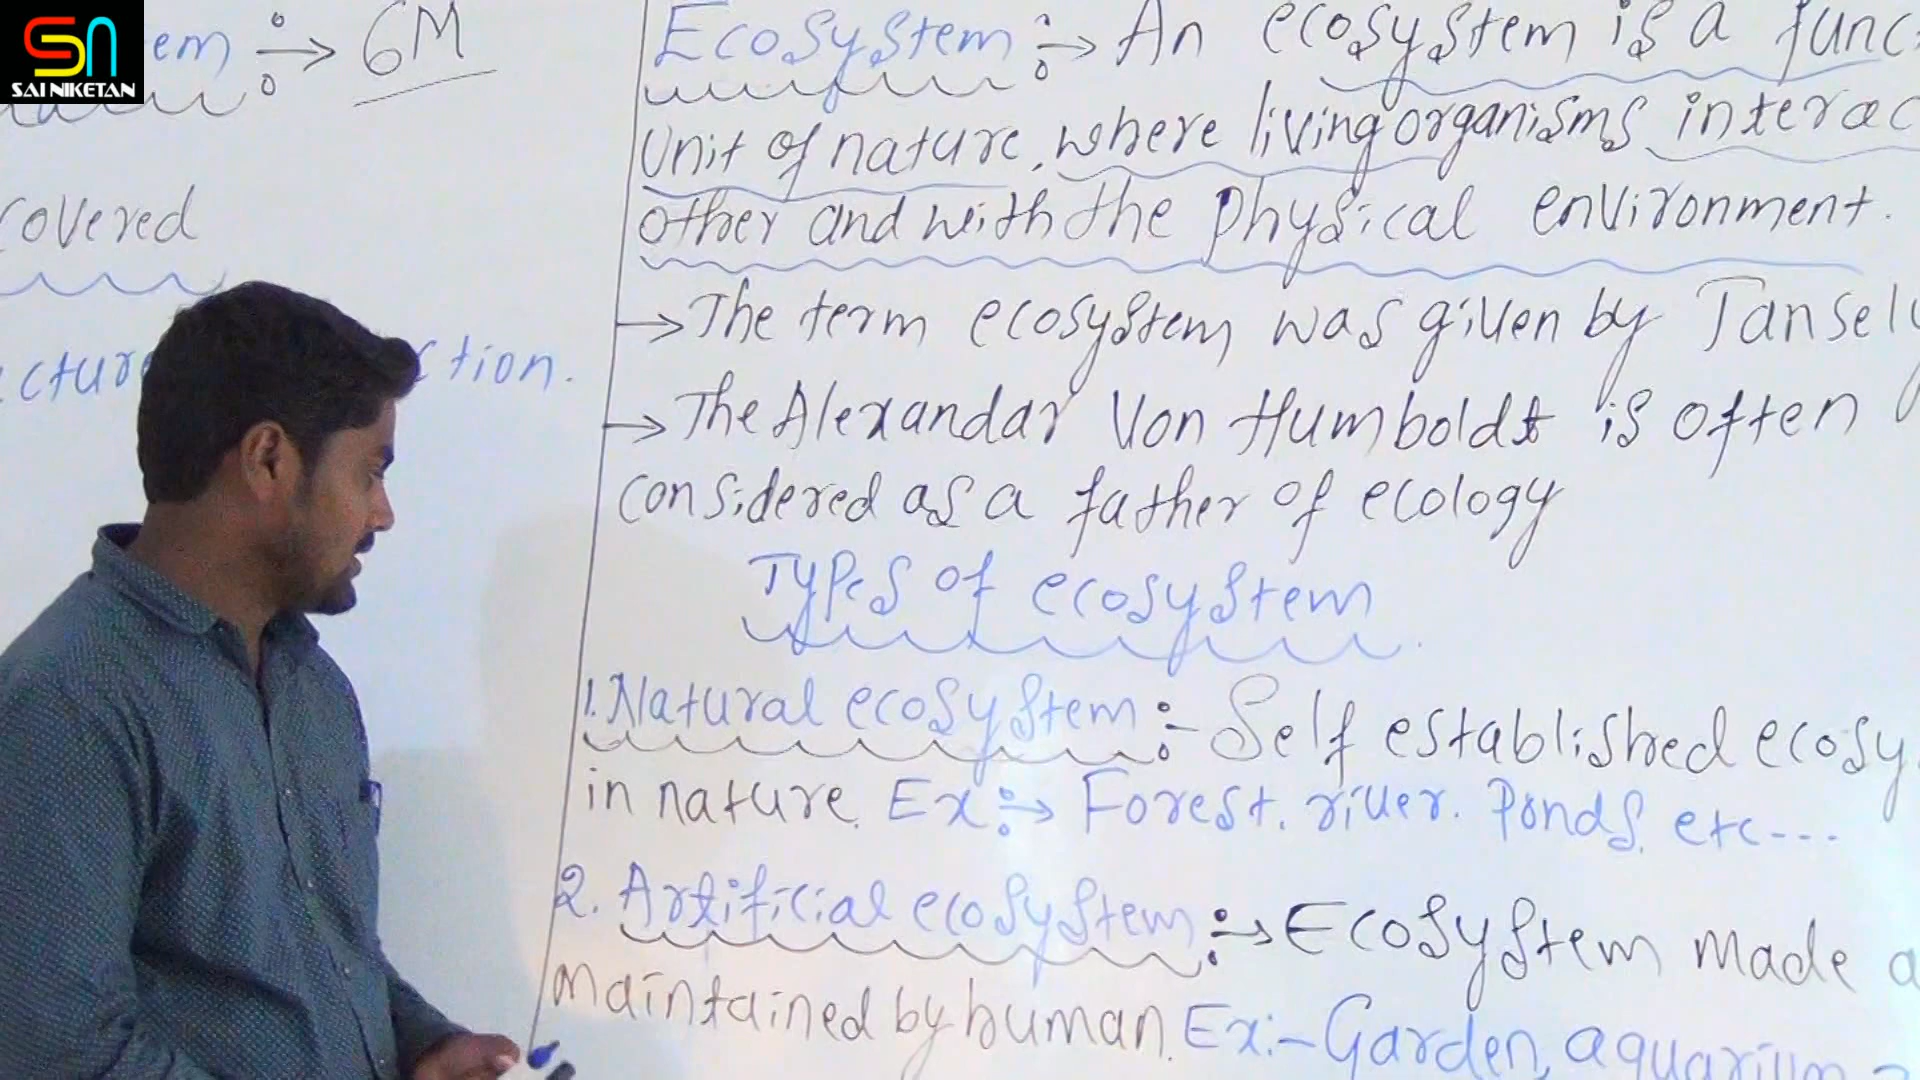 SN
SAI NIKETAN
em :→ 6M
covered
ecture ction.
Ecosystem :→ An ecosystem is a func
Unit of nature, where living organisms interac
other and with the physical environment.
→ The term ecosystem was given by Tansely
→ The Alexandar Von Humboldt is often
considered as a father of ecology
Types of ecosystem
1. Natural ecosystem :- Self established ecosy
in nature. Ex :→ Forest. river. Ponds. etc---
2. Artificial ecosystem :→ Ecosystem made a
maintained by human. Ex:- Garden, aquarium